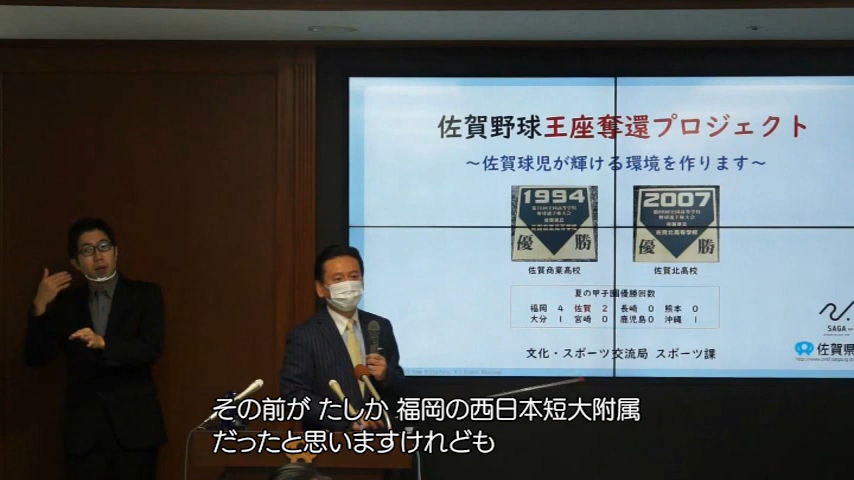 佐賀野球王座奪還プロジェクト
～佐賀球児が輝ける環境を作ります～
1994
優勝
佐賀商業高校
2007
優勝
佐賀北高校
夏の甲子園優勝回数
福岡 4 佐賀 2 長崎 0 熊本 0
大分 1 宮崎 0 鹿児島0 沖縄 1
文化・スポーツ交流局 スポーツ課
SAGA
佐賀県
その前が たしか 福岡の西日本短大附属
だったと思いますけれども